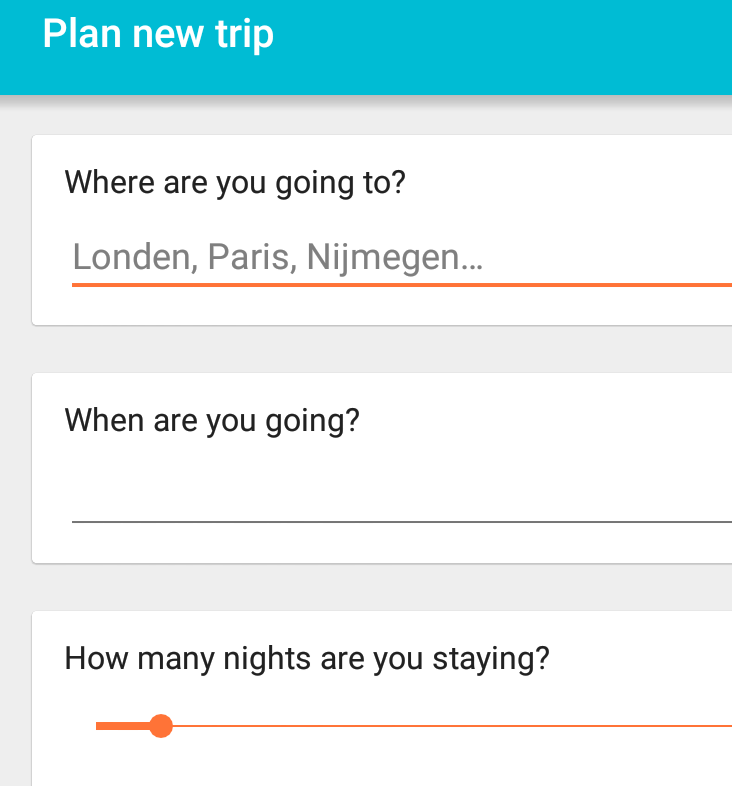 Plan new trip
Where are you going to?
Londen, Paris, Nijmegen...
When are you going?
How many nights are you staying?